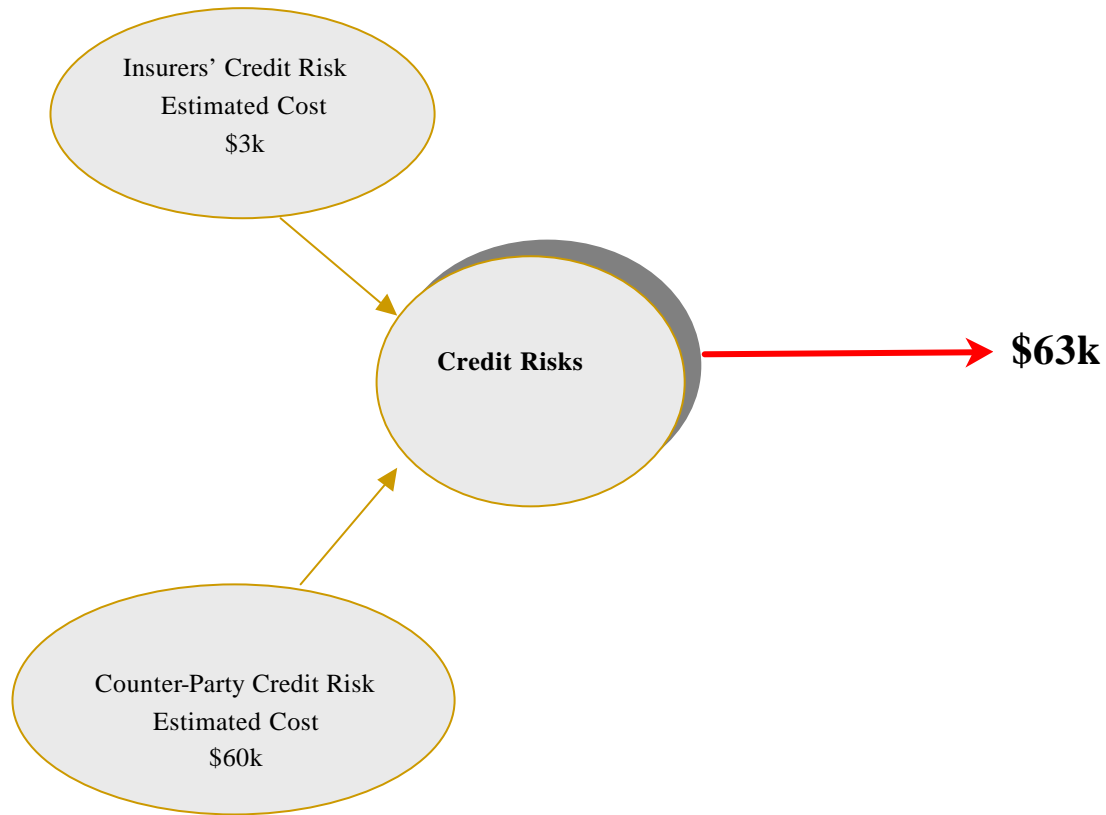 Insurers’ Credit Risk
Estimated Cost
$3k
Credit Risks
$63k
Counter-Party Credit Risk
Estimated Cost
$60k